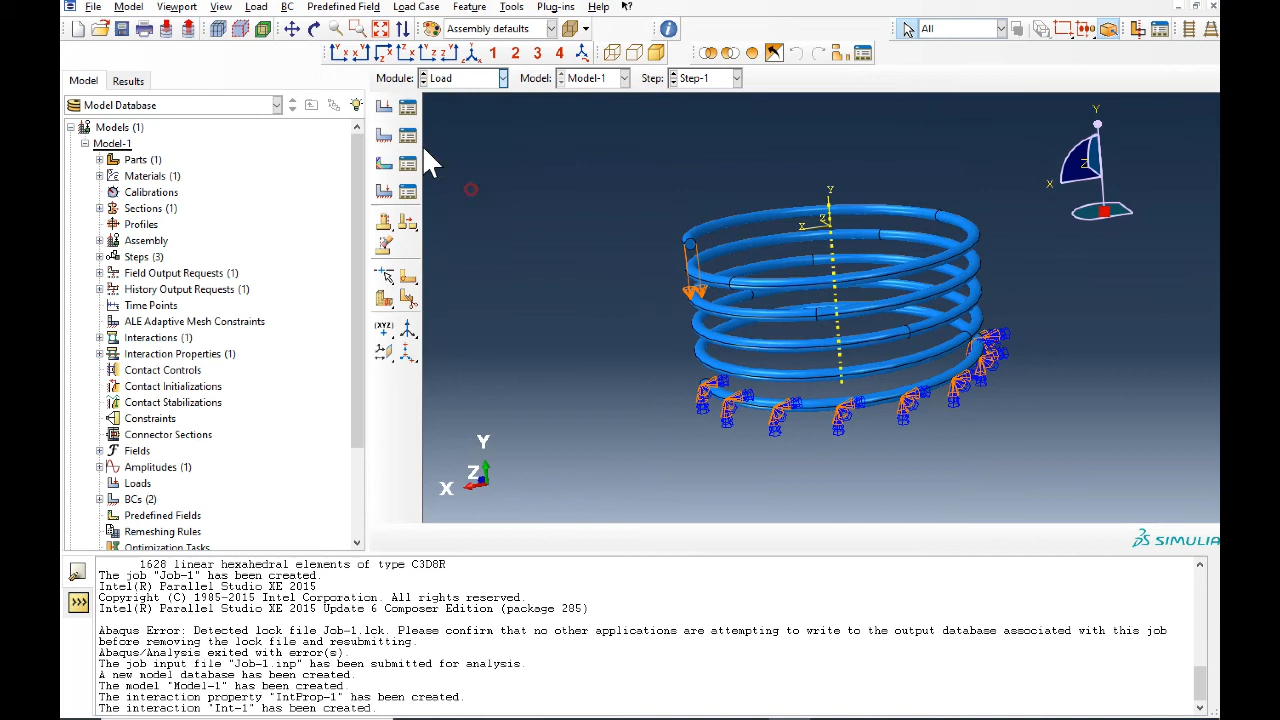 File Model Viewport View Load BC Predefined Field Load Case Feature Tools Plug-ins Help
Assembly defaults
All
1 2 3 4
Model Results
Module: Load Model: Model-1 Step: Step-1
Model Database
Models (1)
Model-1
Parts (1)
Materials (1)
Calibrations
Sections (1)
Profiles
Assembly
Steps (3)
Field Output Requests (1)
History Output Requests (1)
Time Points
ALE Adaptive Mesh Constraints
Interactions (1)
Interaction Properties (1)
Contact Controls
Contact Initializations
Contact Stabilizations
Constraints
Connector Sections
Fields
Amplitudes (1)
Loads
BCs (2)
Predefined Fields
Remeshing Rules
Optimization Tasks
(XYZ)
Y
Z
X
Y
X
Z
Y
Z
X
SIMULIA
1628 linear hexahedral elements of type C3D8R
The job "Job-1" has been created.
Intel(R) Parallel Studio XE 2015
Copyright (C) 1985-2015 Intel Corporation. All rights reserved.
Intel(R) Parallel Studio XE 2015 Update 6 Composer Edition (package 285)
Abaqus Error: Detected lock file Job-1.lck. Please confirm that no other applications are attempting to write to the output database associated with this job
before removing the lock file and resubmitting.
Abaqus/Analysis exited with error(s).
The job input file "Job-1.inp" has been submitted for analysis.
A new model database has been created.
The model "Model-1" has been created.
The interaction property "IntProp-1" has been created.
The interaction "Int-1" has been created.